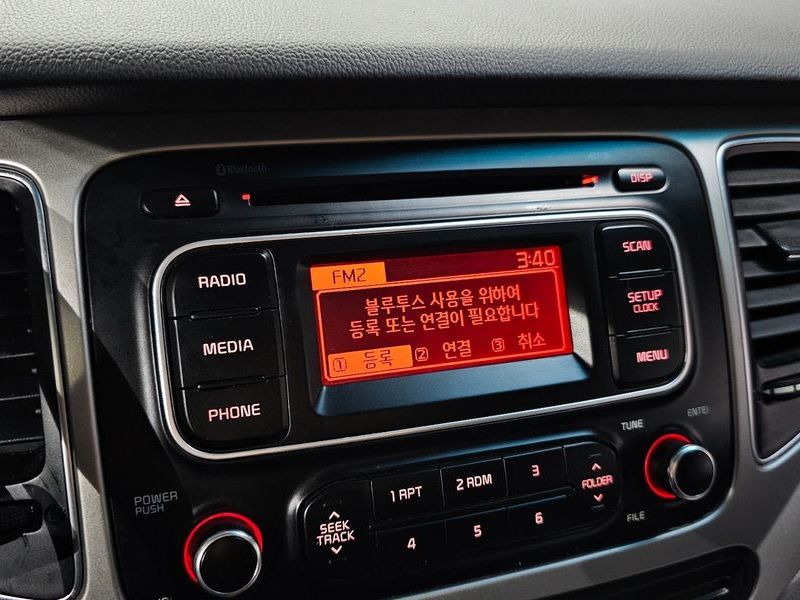 Bluetooth
DISP
RADIO
MEDIA
PHONE
FM2 3:40
블루투스 사용을 위하여
등록 또는 연결이 필요합니다
① 등록 ② 연결 ③ 취소
SCAN
SETUP
CLOCK
MENU
TUNE
ENTER
FILE
POWER
PUSH
SEEK
TRACK
1 RPT 2 RDM 3
4 5 6
FOLDER